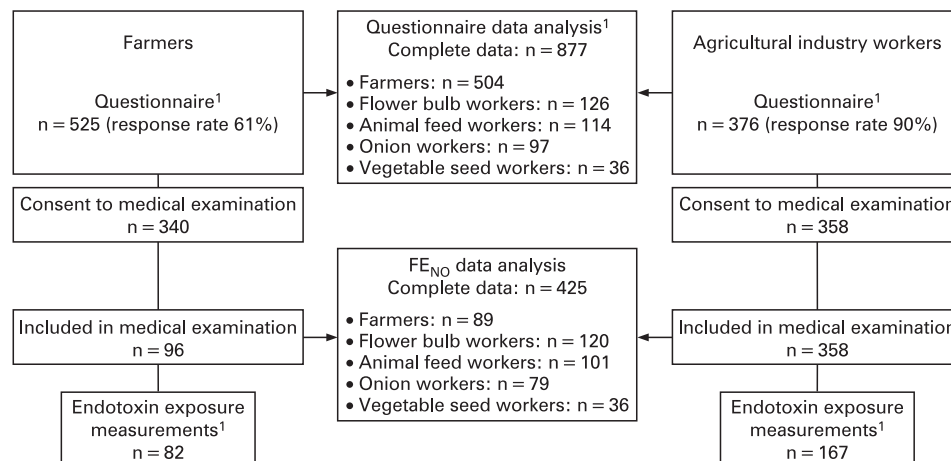 Farmers
Questionnaire¹
n = 525 (response rate 61%)
Consent to medical examination
n = 340
Included in medical examination
n = 96
Endotoxin exposure
measurements¹
n = 82
Questionnaire data analysis¹
Complete data: n = 877
• Farmers: n = 504
• Flower bulb workers: n = 126
• Animal feed workers: n = 114
• Onion workers: n = 97
• Vegetable seed workers: n = 36
FE_NO data analysis
Complete data: n = 425
• Farmers: n = 89
• Flower bulb workers: n = 120
• Animal feed workers: n = 101
• Onion workers: n = 79
• Vegetable seed workers: n = 36
Agricultural industry workers
Questionnaire¹
n = 376 (response rate 90%)
Consent to medical examination
n = 358
Included in medical examination
n = 358
Endotoxin exposure
measurements¹
n = 167